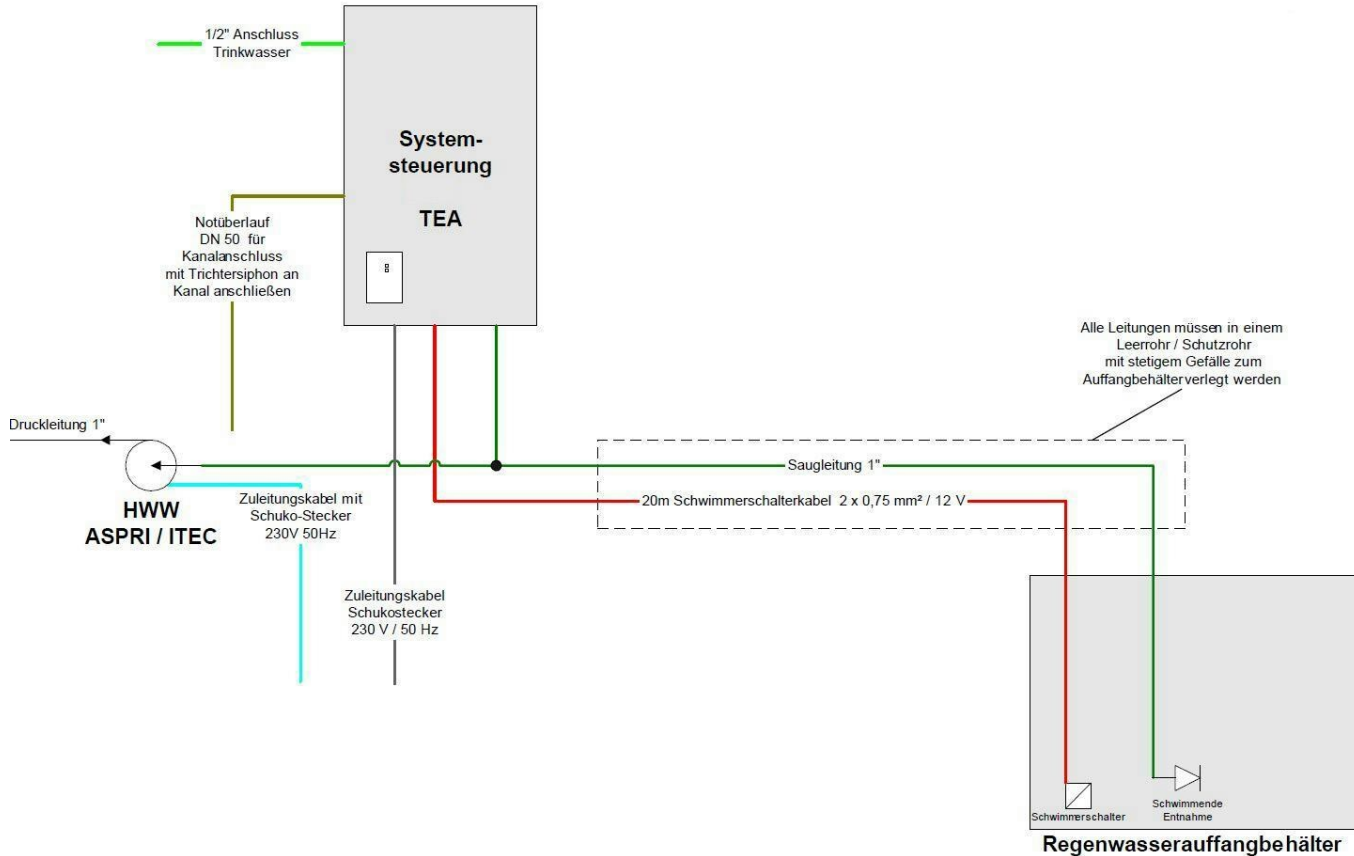 1/2" Anschluss
Trinkwasser
System-
steuerung
TEA
Notüberlauf
DN 50 für
Kanalanschluss
mit Trichtersiphon an
Kanal anschließen
Alle Leitungen müssen in einem
Leerrohr / Schutzrohr
mit stetigem Gefälle zum
Auffangbehälterverlegt werden
Druckleitung 1"
Saugleitung 1"
HWW
ASPRI / ITEC
Zuleitungskabel mit
Schuko-Stecker
230V 50Hz
20m Schwimmerschalterkabel 2 x 0,75 mm² / 12 V
Zuleitungskabel
Schukostecker
230 V / 50 Hz
Schwimmerschalter
Schwimmende
Entnahme
Regenwasserauffangbehälter